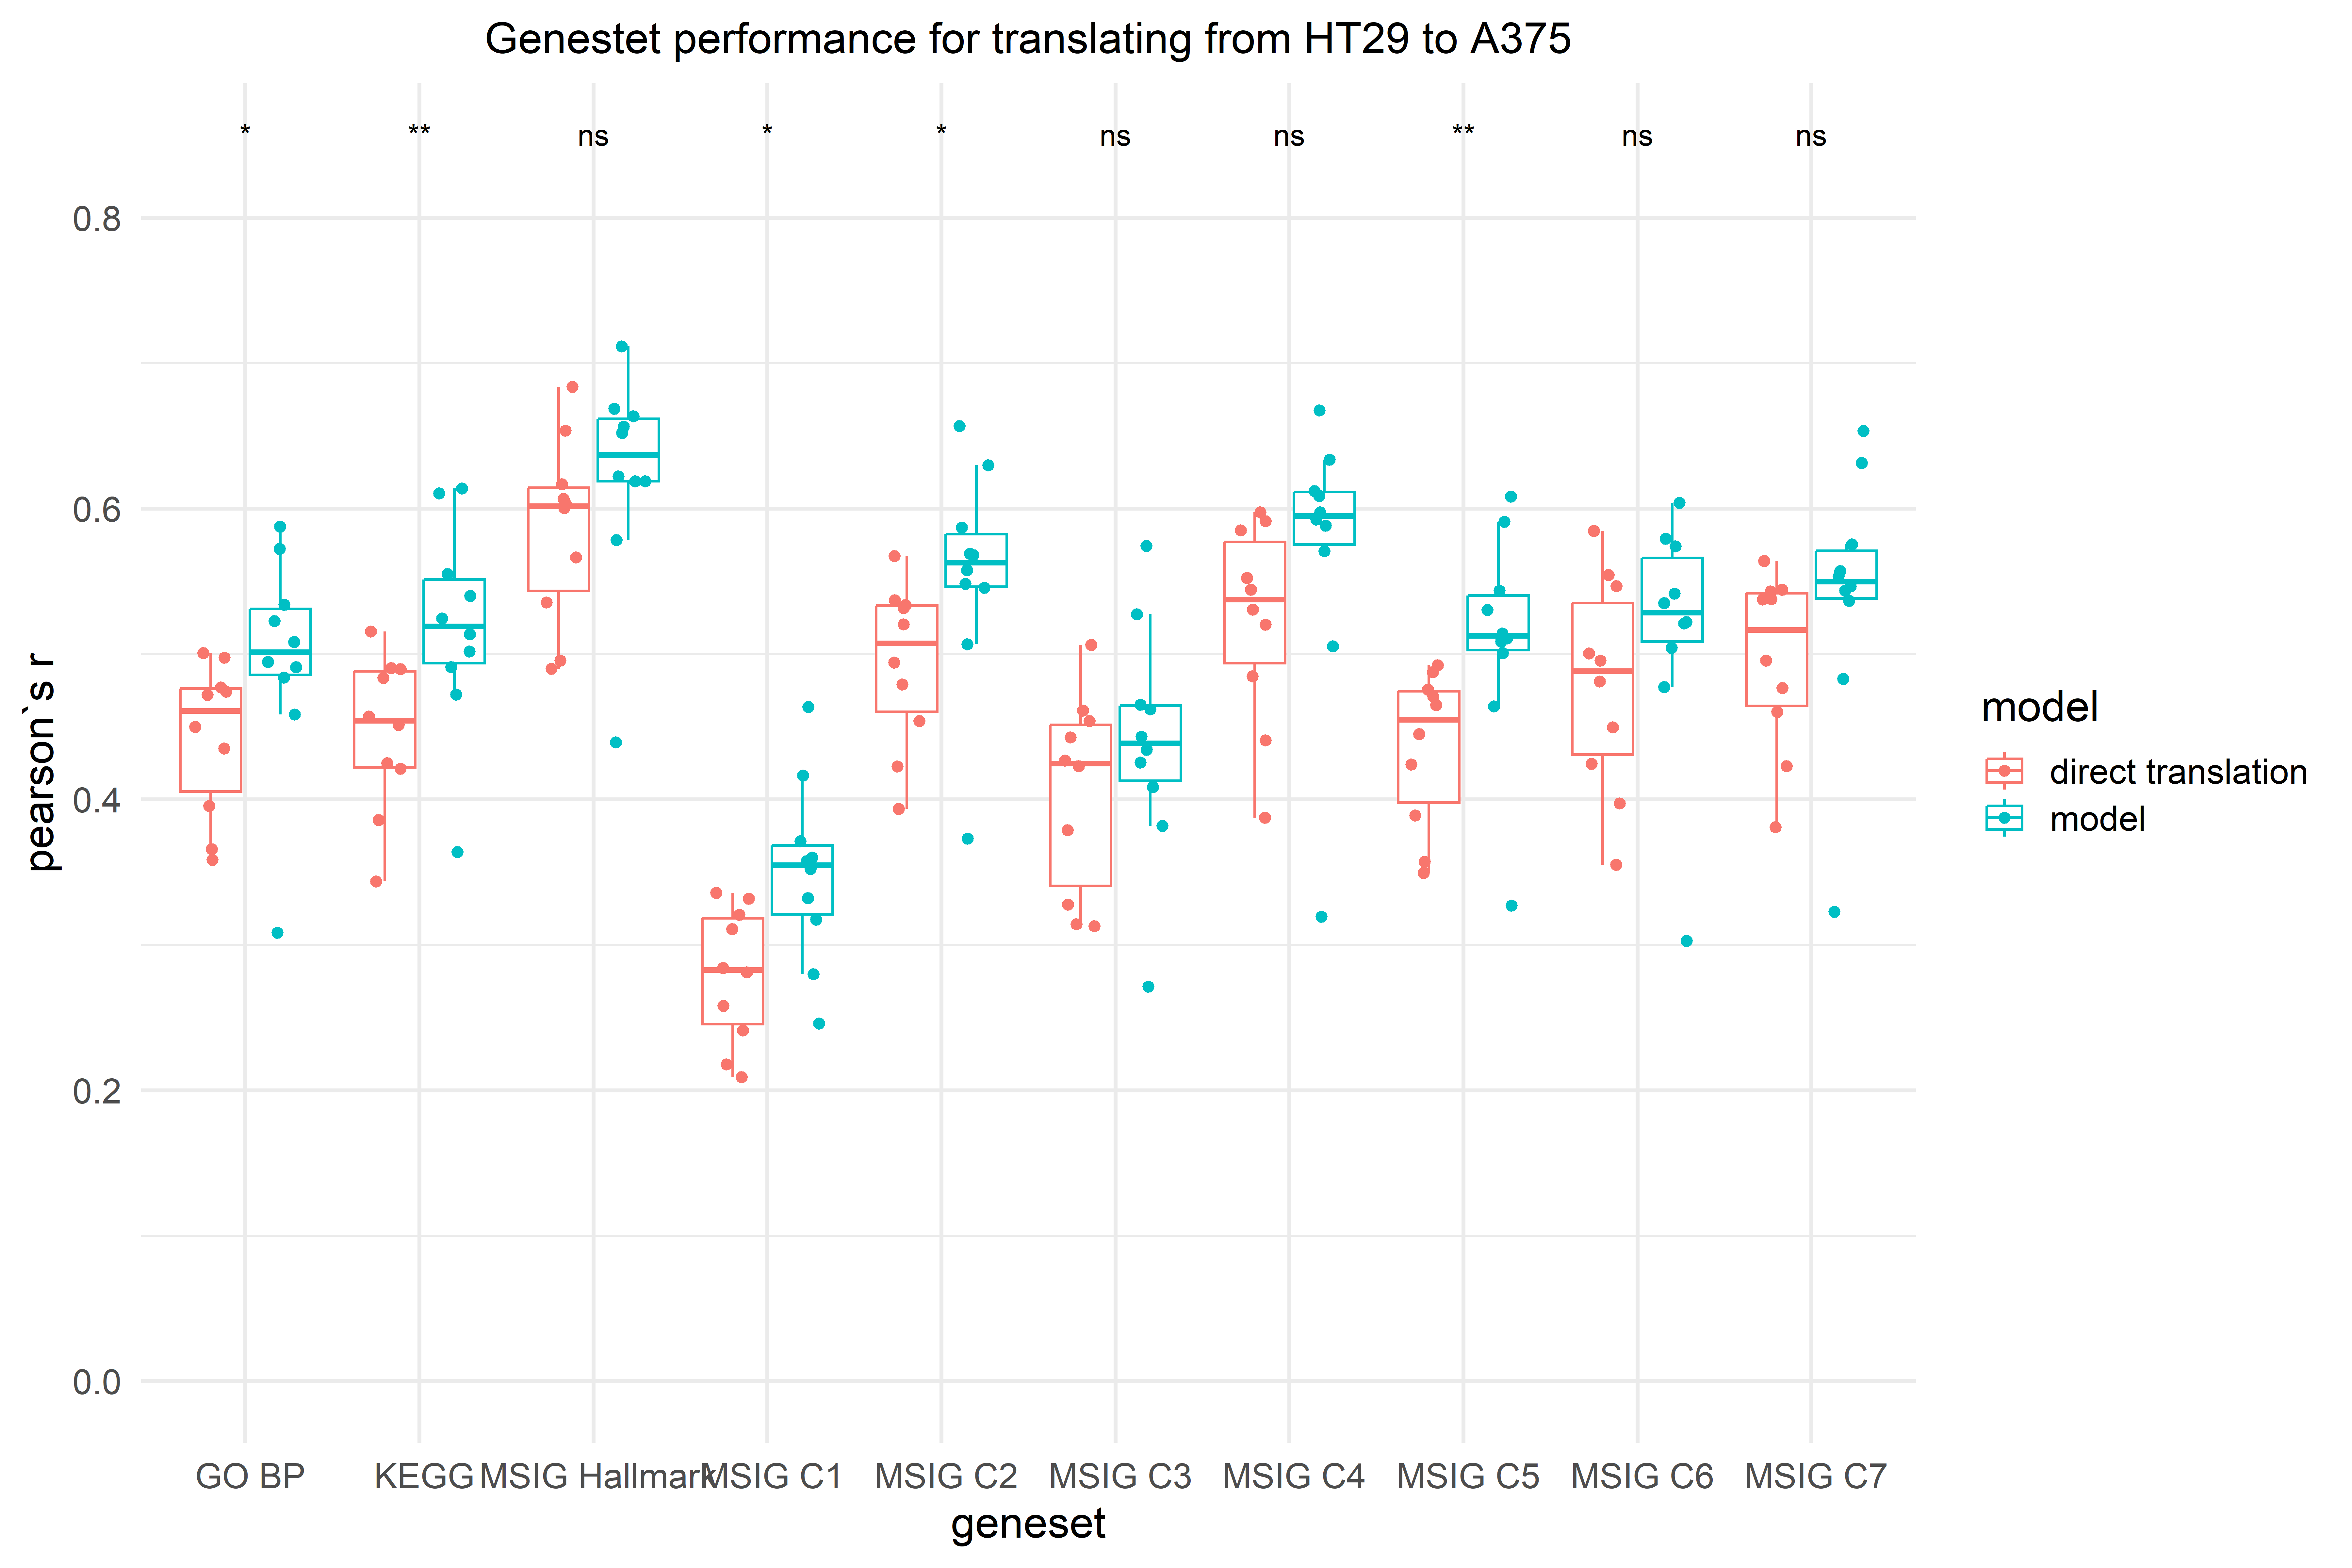 Genestet performance for translating from HT29 to A375
* ** ns * * ns ns ** ns ns
0.8
0.6
0.4
0.2
0.0
pearson`s r
GO BP KEGG MSIG Hallmark MSIG C1 MSIG C2 MSIG C3 MSIG C4 MSIG C5 MSIG C6 MSIG C7
geneset
model
direct translation
model